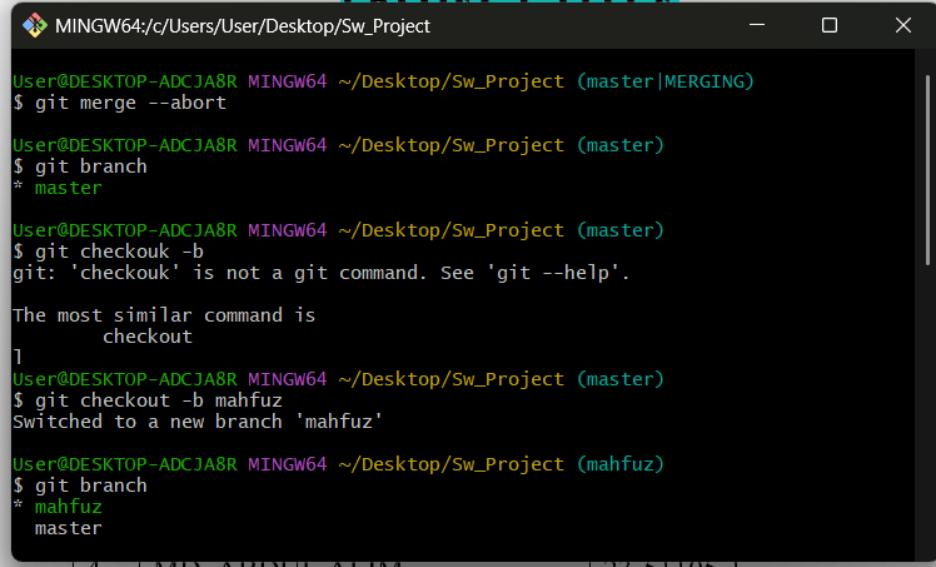 MINGW64:/c/Users/User/Desktop/Sw_Project
User@DESKTOP-ADCJA8R MINGW64 ~/Desktop/Sw_Project (master|MERGING)
$ git merge --abort
User@DESKTOP-ADCJA8R MINGW64 ~/Desktop/Sw_Project (master)
$ git branch
* master
User@DESKTOP-ADCJA8R MINGW64 ~/Desktop/Sw_Project (master)
$ git checkouk -b
git: 'checkouk' is not a git command. See 'git --help'.
The most similar command is
checkout
l
User@DESKTOP-ADCJA8R MINGW64 ~/Desktop/Sw_Project (master)
$ git checkout -b mahfuz
Switched to a new branch 'mahfuz'
User@DESKTOP-ADCJA8R MINGW64 ~/Desktop/Sw_Project (mahfuz)
$ git branch
* mahfuz
master